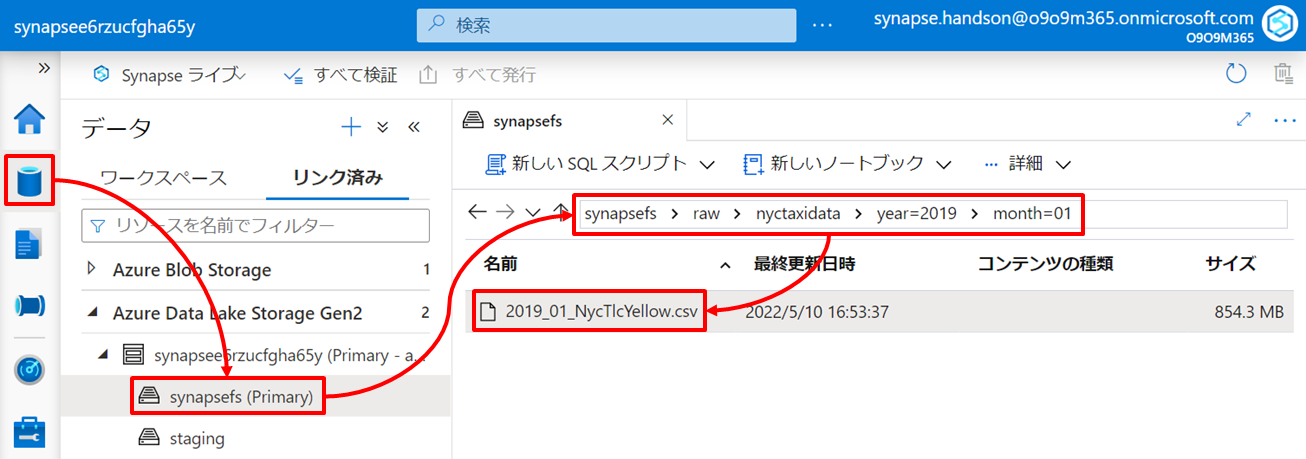 synapsee6rzucfgha65y
検索
synapse.handson@o9o9m365.onmicrosoft.com
O9O9M365
Synapse ライブ
すべて検証
すべて発行
データ
ワークスペース
リンク済み
リソースを名前でフィルター
Azure Blob Storage 1
Azure Data Lake Storage Gen2 2
synapsee6rzucfgha65y (Primary - a...
synapsefs (Primary)
staging
synapsefs
新しい SQL スクリプト
新しいノートブック
詳細
synapsefs > raw > nyctaxidata > year=2019 > month=01
名前 最終更新日時 コンテンツの種類 サイズ
2019_01_NycTlcYellow.csv 2022/5/10 16:53:37 854.3 MB